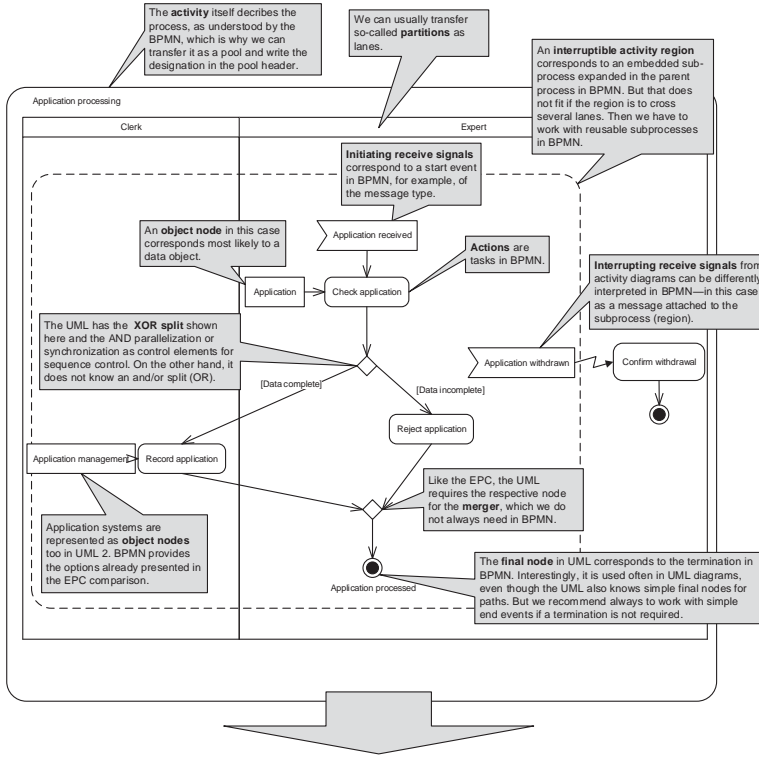 The activity itself decribes the
process, as understood by the
BPMN, which is why we can
transfer it as a pool and write the
designation in the pool header.
We can usually transfer
so-called partitions as
lanes.
An interruptible activity region
corresponds to an embedded sub-
process expanded in the parent
process in BPMN. But that does
not fit if the region is to cross
several lanes. Then we have to
work with reusable subprocesses
in BPMN.
Application processing
Clerk
Expert
Initiating receive signals
correspond to a start event
in BPMN, for example, of
the message type.
An object node in this case
corresponds most likely to a
data object.
Application received
Actions are
tasks in BPMN.
Interrupting receive signals from
activity diagrams can be differently
interpreted in BPMN—in this case
as a message attached to the
subprocess (region).
Application
Check application
The UML has the XOR split shown
here and the AND parallelization or
synchronization as control elements for
sequence control. On the other hand, it
does not know an and/or split (OR).
Application withdrawn
Confirm withdrawal
[Data complete]
[Data incomplete]
Reject application
Application management
Record application
Like the EPC, the UML
requires the respective node
for the merger, which we do
not always need in BPMN.
Application systems are
represented as object nodes
too in UML 2. BPMN provides
the options already presented in
the EPC comparison.
The final node in UML corresponds to the termination in
BPMN. Interestingly, it is used often in UML diagrams,
even though the UML also knows simple final nodes for
paths. But we recommend always to work with simple
end events if a termination is not required.
Application processed